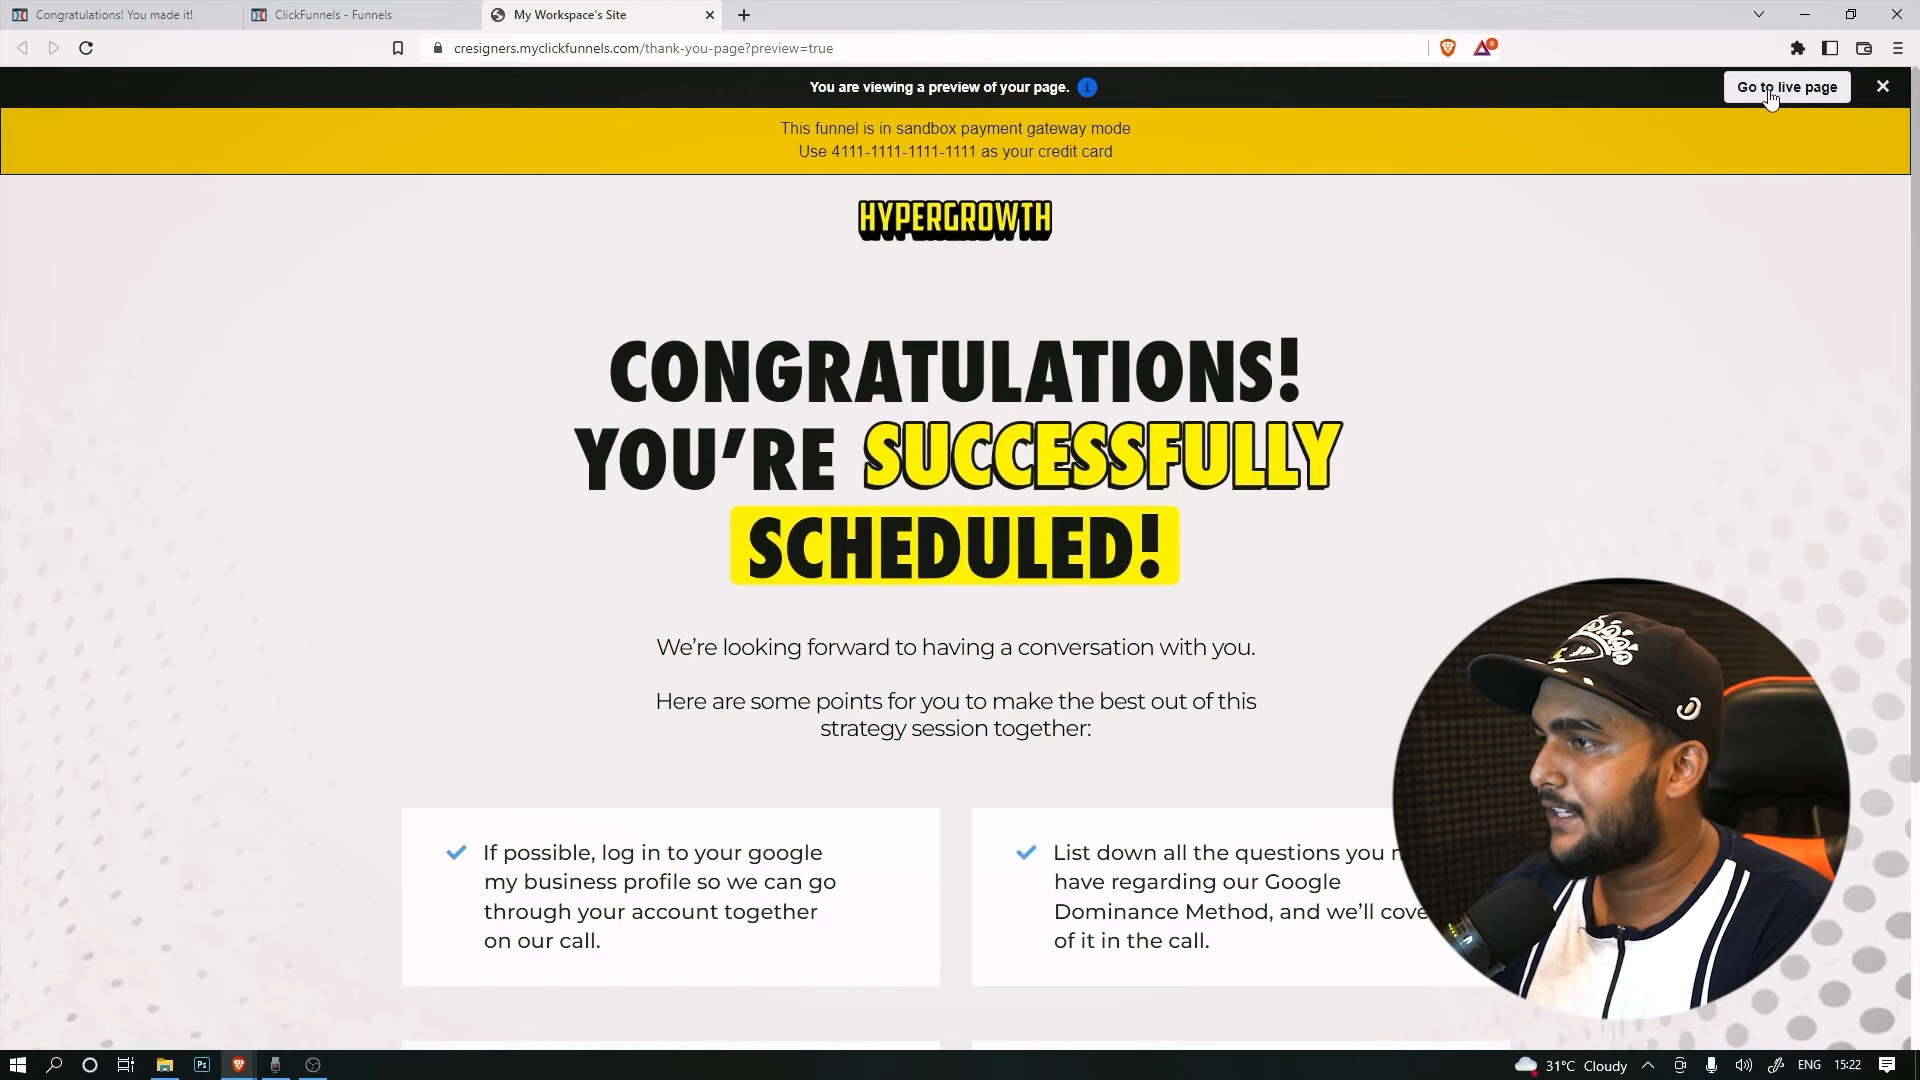 Congratulations! You made it!
ClickFunnels - Funnels
My Workspace's Site
cresigners.myclickfunnels.com/thank-you-page?preview=true
8
You are viewing a preview of your page.
Go to live page
This funnel is in sandbox payment gateway mode
Use 4111-1111-1111-1111 as your credit card
HYPERGROWTH
CONGRATULATIONS!
YOU’RE SUCCESSFULLY
SCHEDULED!
We’re looking forward to having a conversation with you.
Here are some points for you to make the best out of this
strategy session together:
If possible, log in to your google
my business profile so we can go
through your account together
on our call.
List down all the questions you
have regarding our Google
Dominance Method, and we’ll
of it in the call.
Ps
31°C Cloudy
ENG
15:22